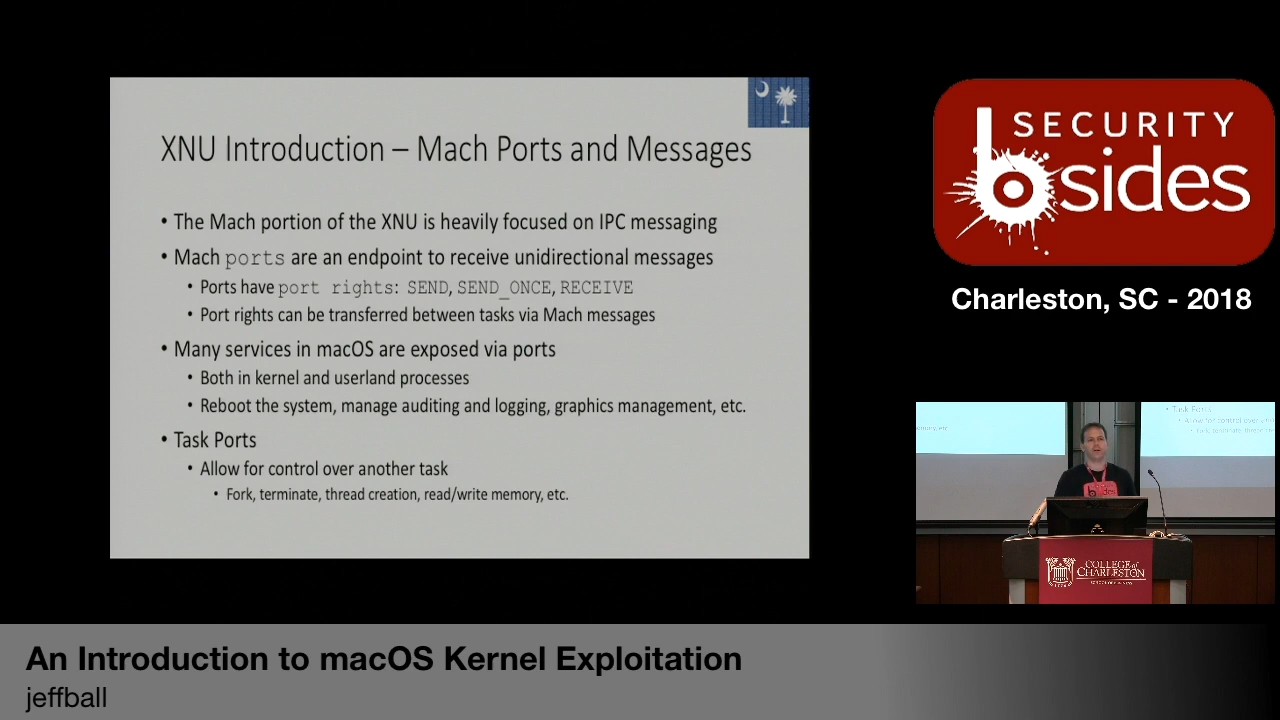 XNU Introduction – Mach Ports and Messages
• The Mach portion of the XNU is heavily focused on IPC messaging
• Mach ports are an endpoint to receive unidirectional messages
• Ports have port rights: SEND, SEND_ONCE, RECEIVE
• Port rights can be transferred between tasks via Mach messages
• Many services in macOS are exposed via ports
• Both in kernel and userland processes
• Reboot the system, manage auditing and logging, graphics management, etc.
• Task Ports
• Allow for control over another task
• Fork, terminate, thread creation, read/write memory, etc.
SECURITY
bsides
Charleston, SC - 2018
• Task Ports
COLLEGE of
CHARLESTON
An Introduction to macOS Kernel Exploitation
jeffball